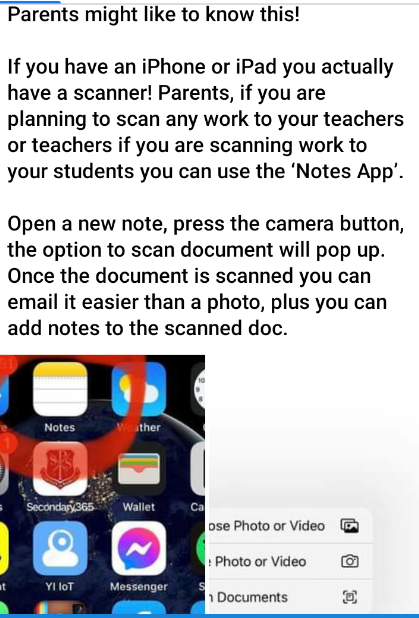 Parents might like to know this!
If you have an iPhone or iPad you actually
have a scanner! Parents, if you are
planning to scan any work to your teachers
or teachers if you are scanning work to
your students you can use the ‘Notes App’.
Open a new note, press the camera button,
the option to scan document will pop up.
Once the document is scanned you can
email it easier than a photo, plus you can
add notes to the scanned doc.
Notes
ther
Secondary365
Wallet
Ca
YI IoT
Messenger
S
ose Photo or Video
Photo or Video
Documents